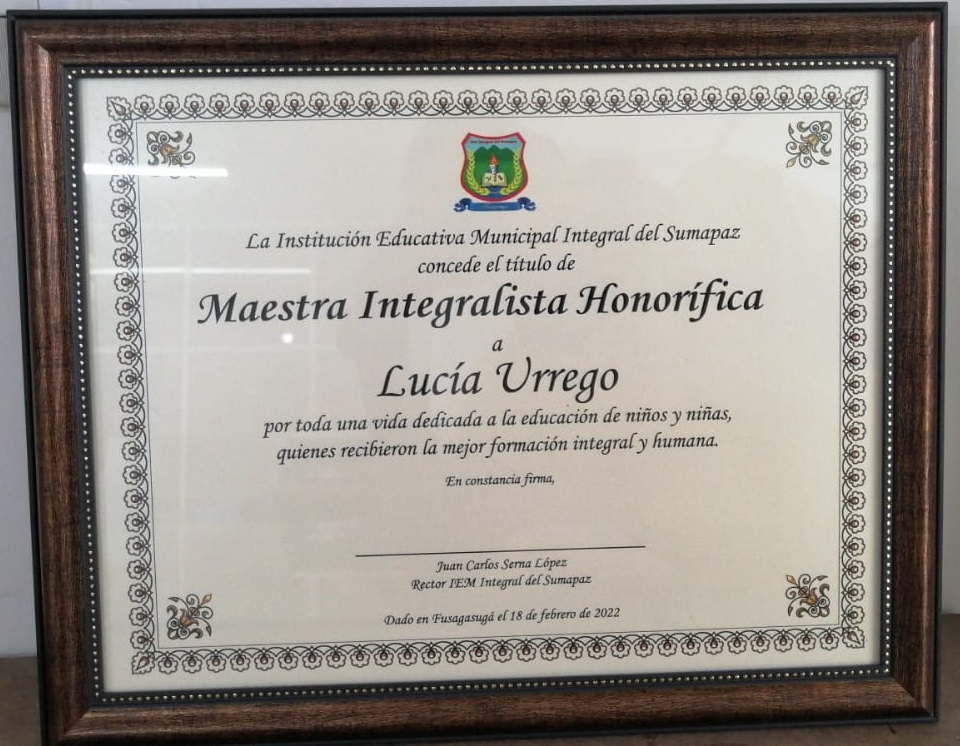 La Institución Educativa Municipal Integral del Sumapaz
concede el título de
Maestra Integralista Honorífica
a
Lucía Urrego
por toda una vida dedicada a la educación de niños y niñas,
quienes recibieron la mejor formación integral y humana.
En constancia firma,
Juan Carlos Serna López
Rector IEM Integral del Sumapaz
Dado en Fusagasugá el 18 de febrero de 2022